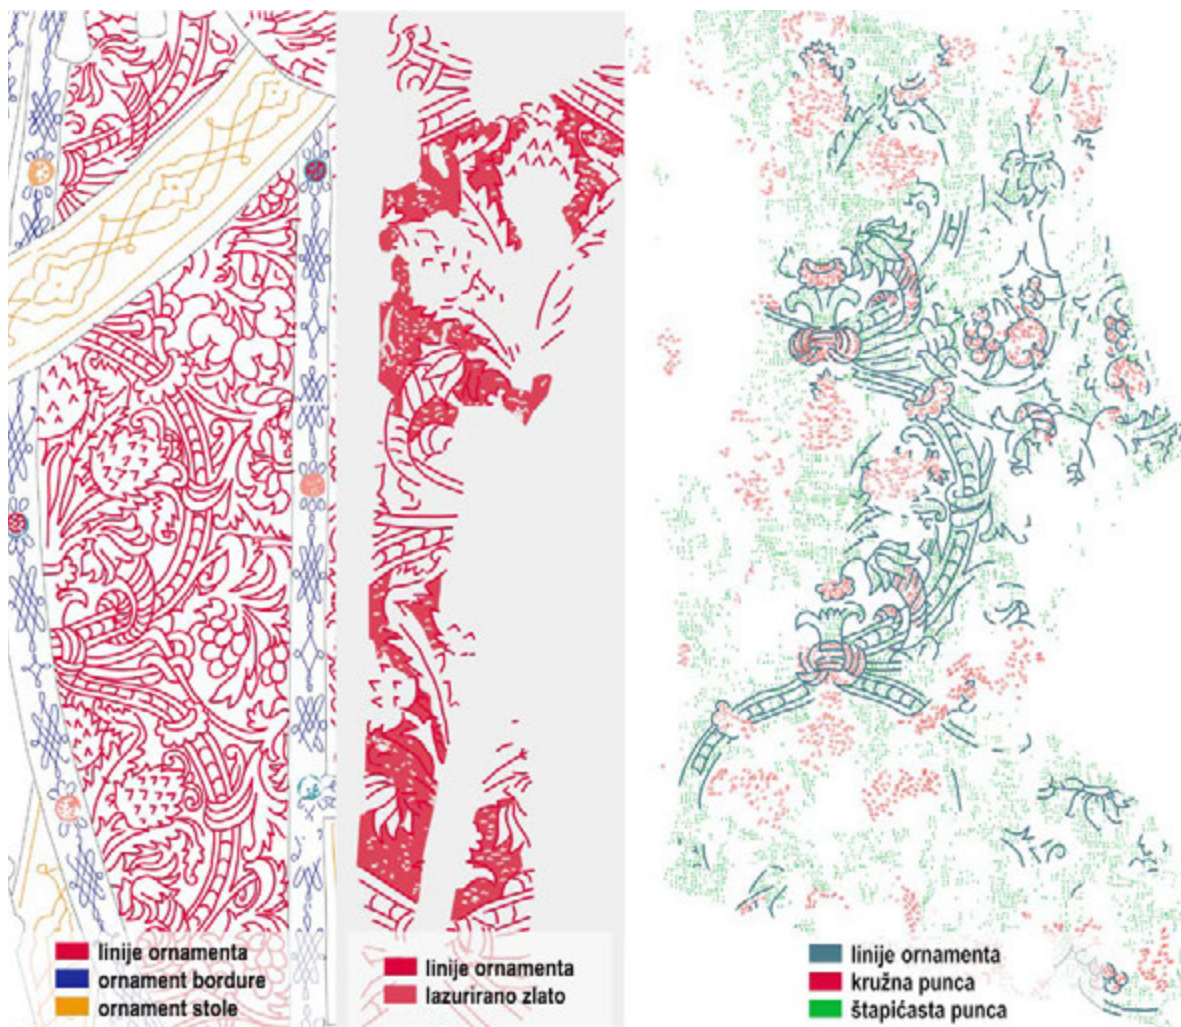 linije ornamenta
ornament bordure
ornament stole
linije ornamenta
lazurirano zlato
linije ornamenta
kružna punca
štapićasta punca